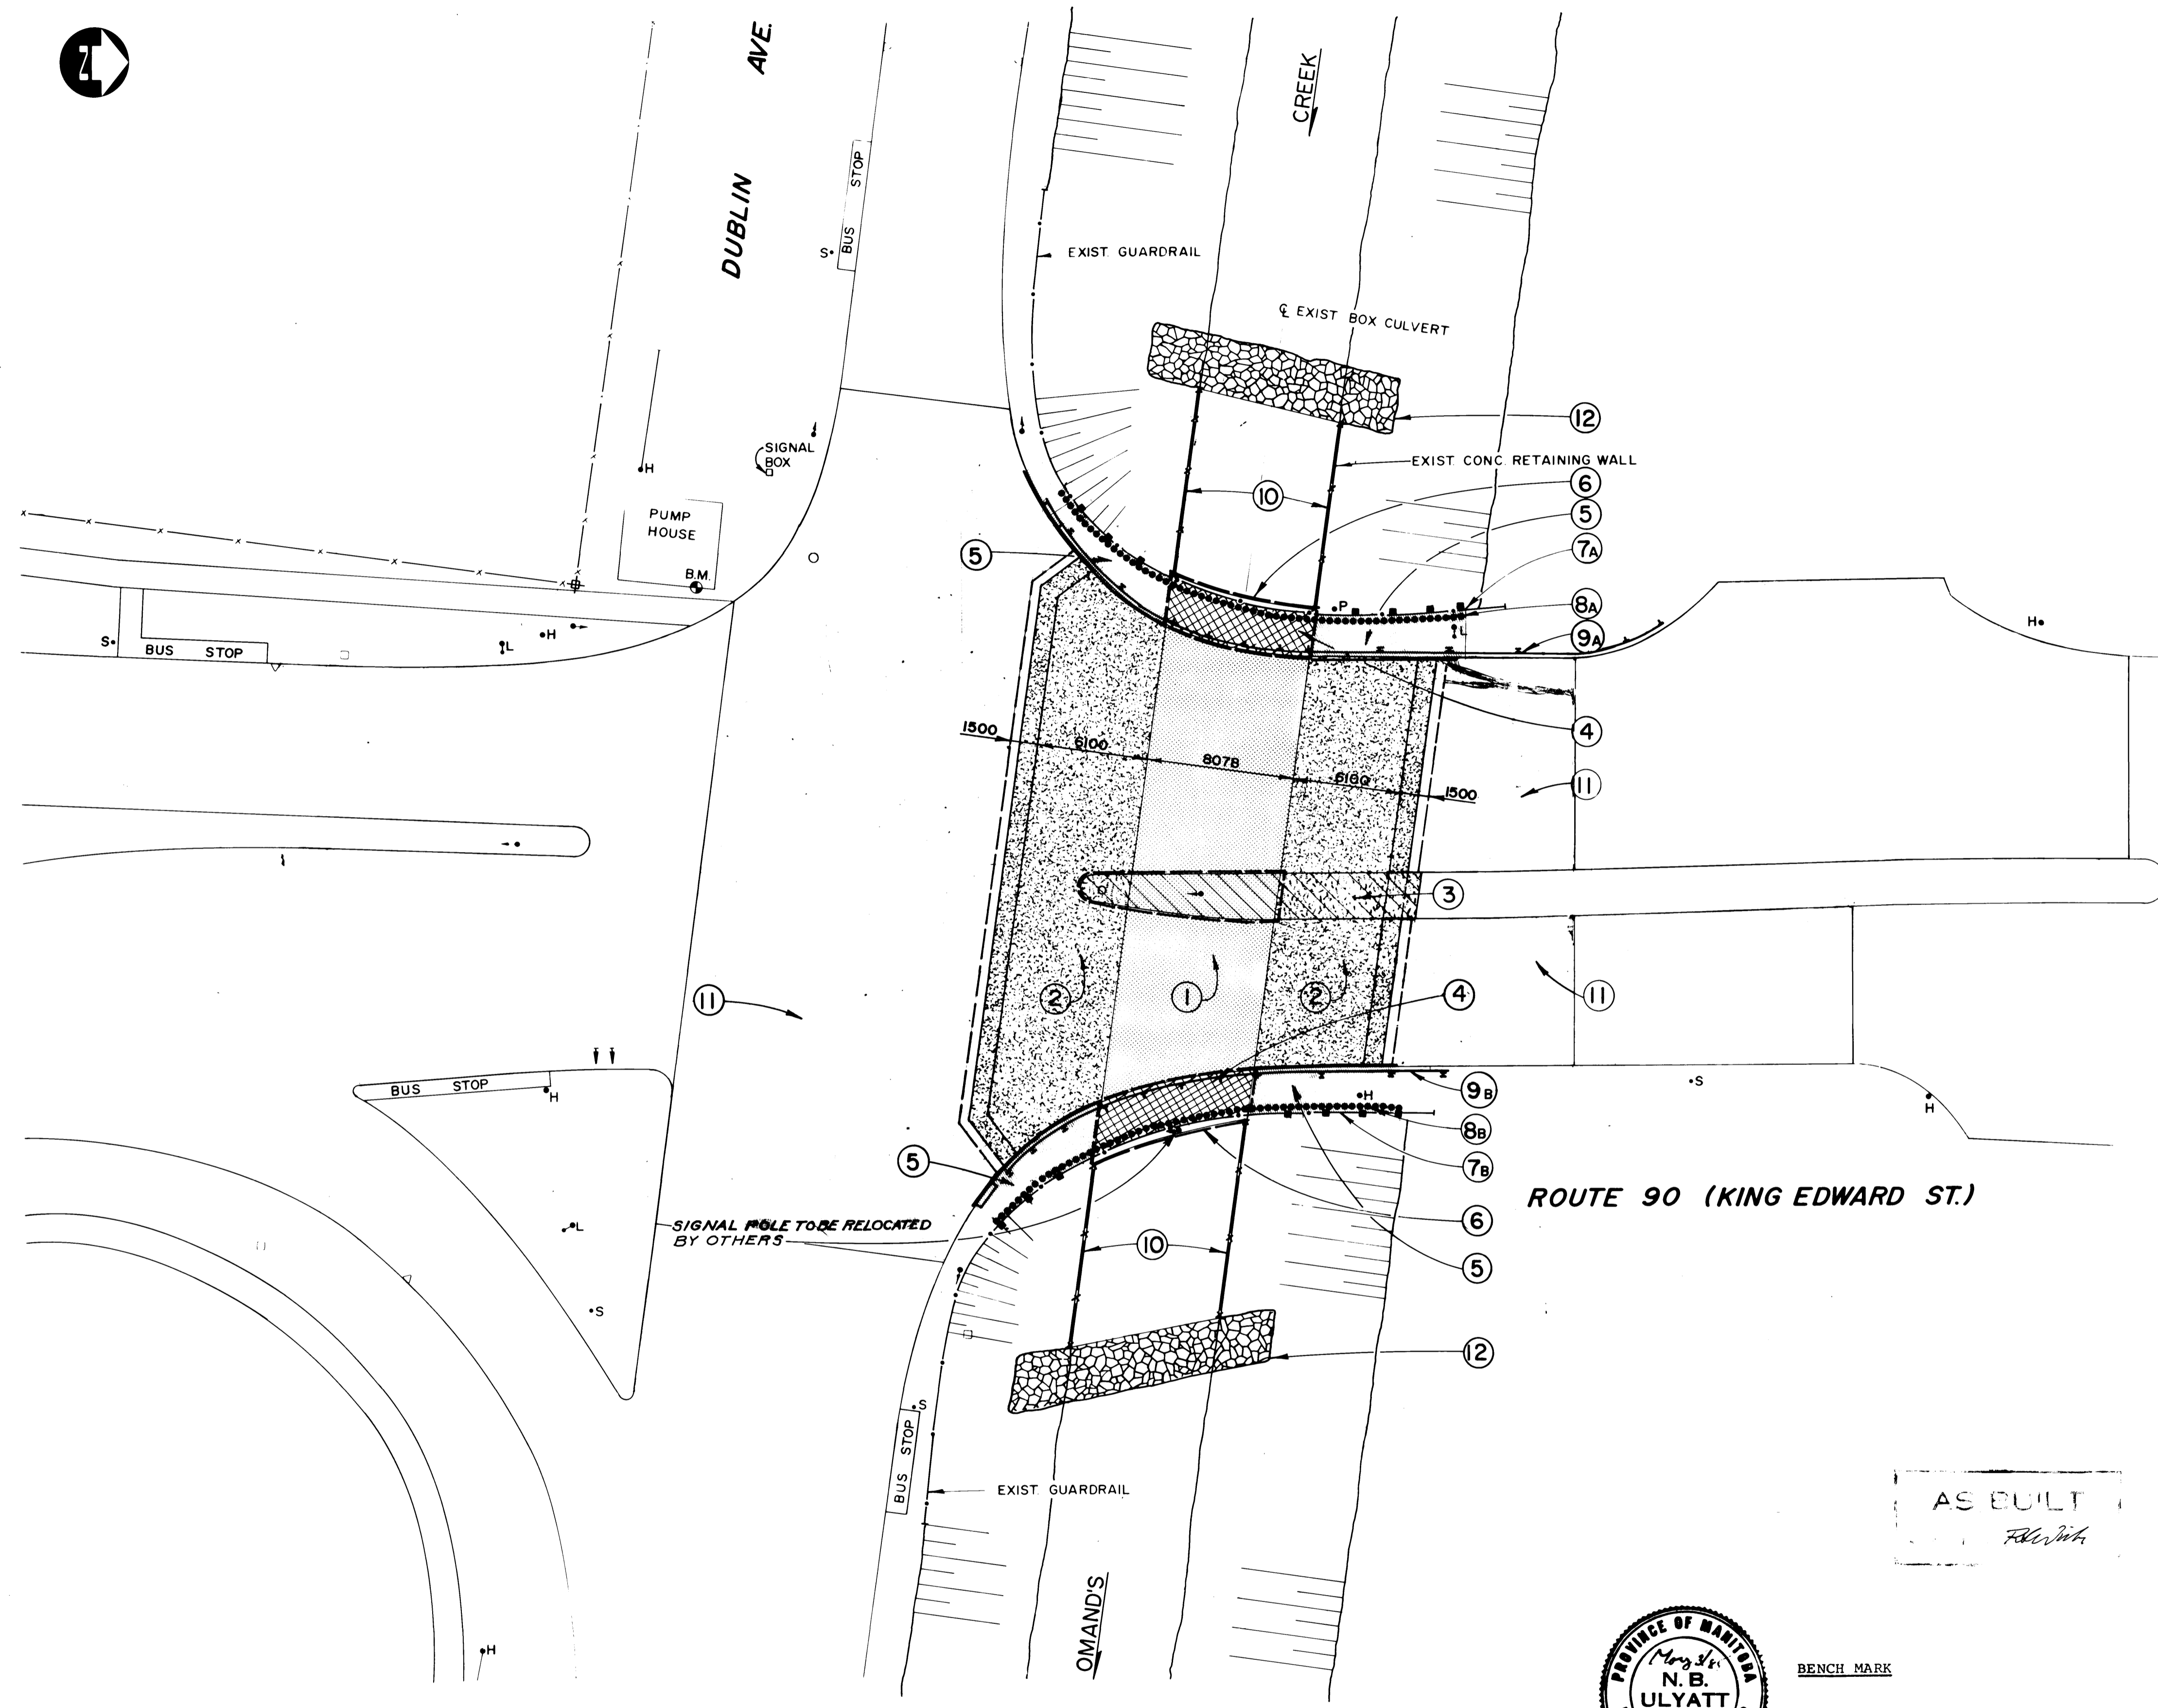 N
DUBLIN AVE.
CREEK
BUS STOP
S
EXIST. GUARDRAIL
℄ EXIST BOX CULVERT
12
SIGNAL
BOX
H
EXIST. CONC. RETAINING WALL
6
10
5
PUMP
HOUSE
7A
5
B.M.
P
8A
L
9A
H
S
BUS STOP
L
H
4
1500
6100
8078
6100
1500
11
3
2
1
2
4
11
11
BUS STOP
H
9B
H
S
H
8B
5
7B
ROUTE 90 (KING EDWARD ST.)
SIGNAL POLE TO BE RELOCATED
BY OTHERS
6
L
10
5
S
12
S
BUS STOP
EXIST. GUARDRAIL
AS BUILT
OMAND'S
H
PROVINCE OF MANITOBA
N. B.
ULYATT
BENCH MARK